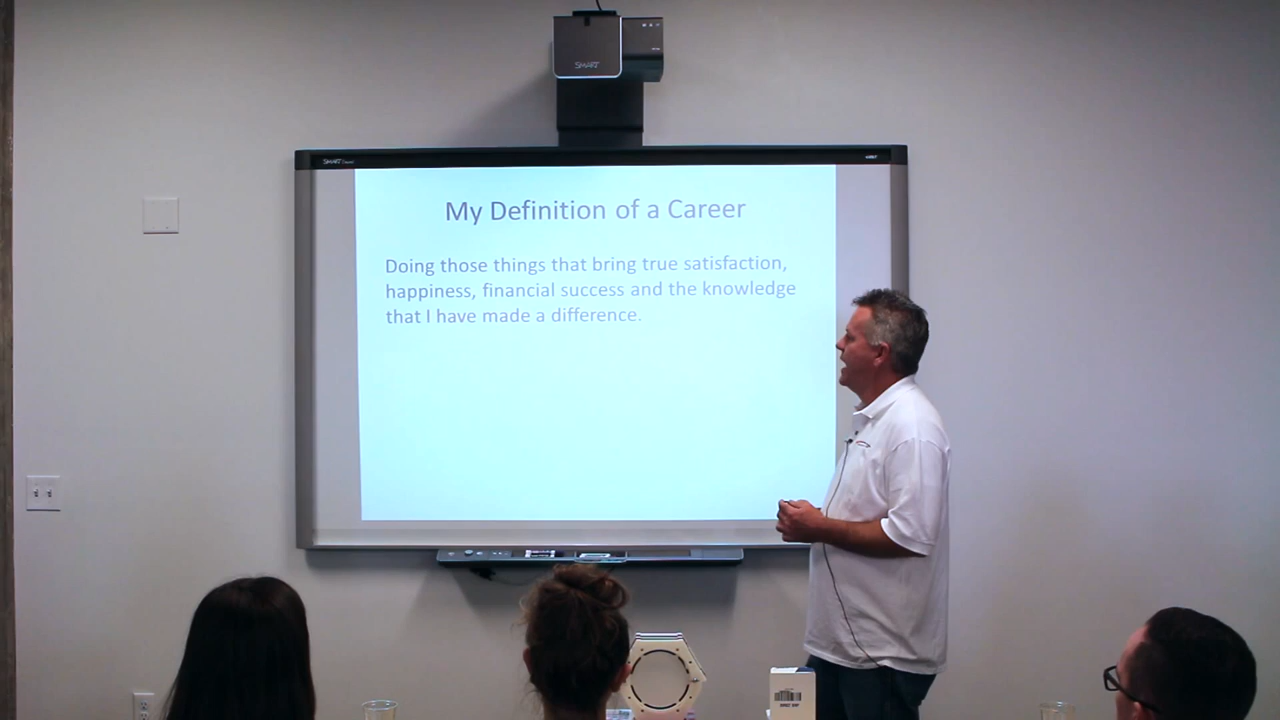 SMART
SMART
My Definition of a Career
Doing those things that bring true satisfaction,
happiness, financial success and the knowledge
that I have made a difference.